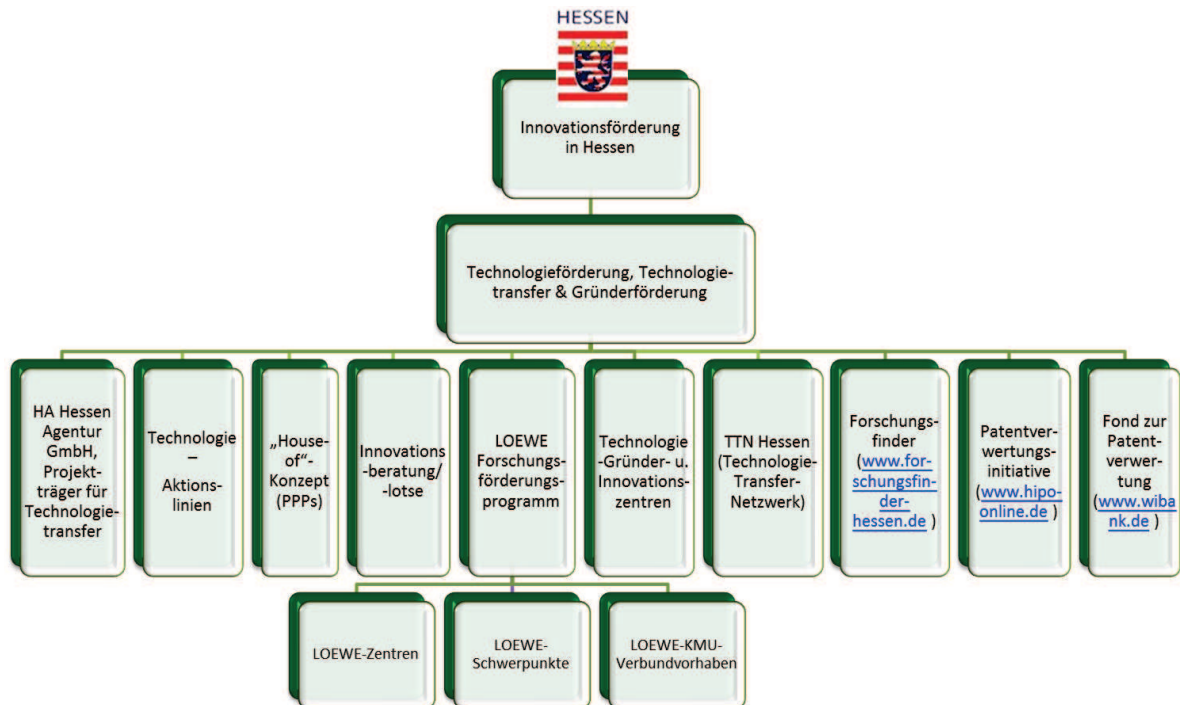 HESSEN
Innovationsförderung
in Hessen
Technologieförderung, Technologie-
transfer & Gründerförderung
HA Hessen
Agentur
GmbH,
Projekt-
träger für
Technologie-
transfer
Technologie
–
Aktions-
linien
„House-
of“-
Konzept
(PPPs)
Innovations
-beratung/
-lotse
LOEWE
Forschungs-
förderungs-
programm
Technologie
-Gründer- u.
Innovations-
zentren
TTN Hessen
(Technologie-
Transfer-
Netzwerk)
Forschungs-
finder
(www.for-
schungsfin-
der-
hessen.de )
Patentver-
wertungs-
initiative
(www.hipo-
online.de )
Fond zur
Patent-
verwer-
tung
(www.wiba
nk.de )
LOEWE-Zentren
LOEWE-
Schwerpunkte
LOEWE-KMU-
Verbundvorhaben